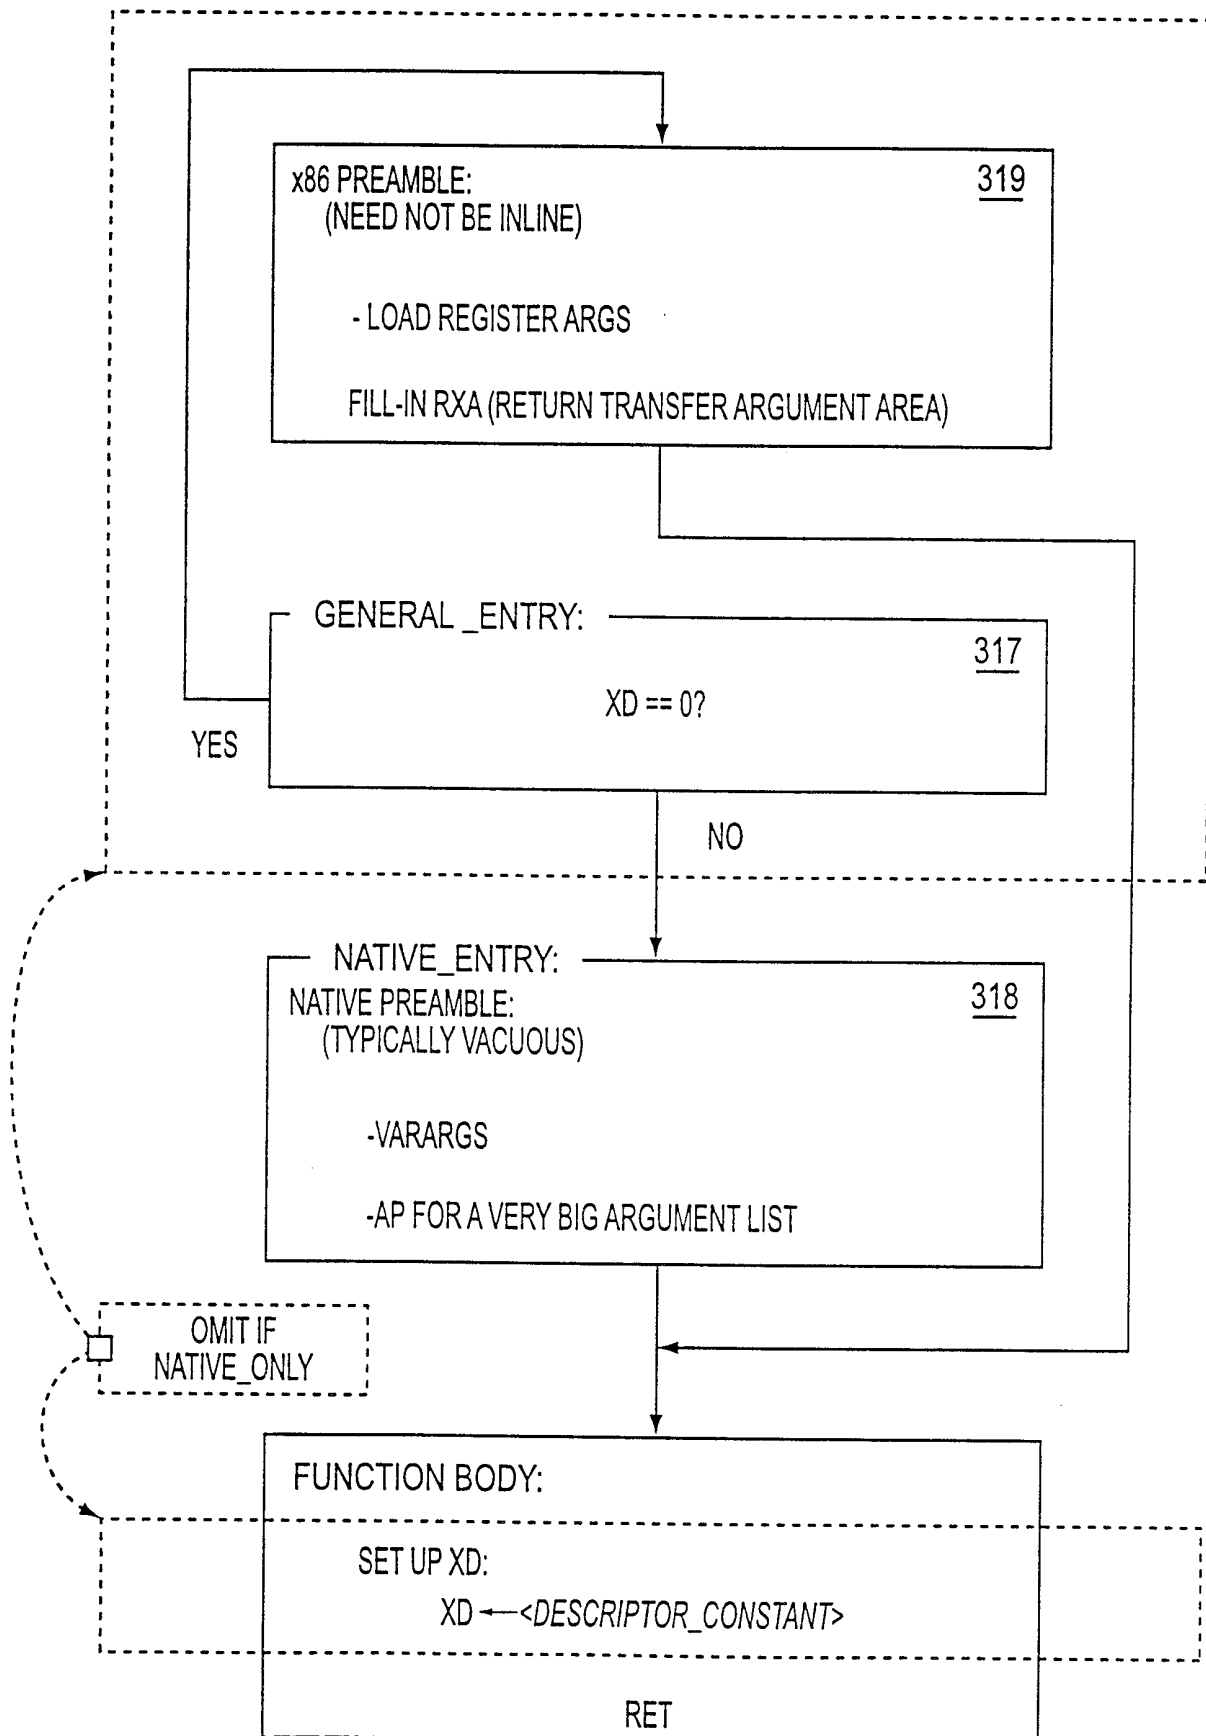 x86 PREAMBLE: 319
(NEED NOT BE INLINE)
- LOAD REGISTER ARGS
FILL-IN RXA (RETURN TRANSFER ARGUMENT AREA)
GENERAL _ENTRY:
317
XD == 0?
YES
NO
NATIVE_ENTRY:
NATIVE PREAMBLE: 318
(TYPICALLY VACUOUS)
-VARARGS
-AP FOR A VERY BIG ARGUMENT LIST
OMIT IF
NATIVE_ONLY
FUNCTION BODY:
SET UP XD:
XD ←<DESCRIPTOR_CONSTANT>
RET